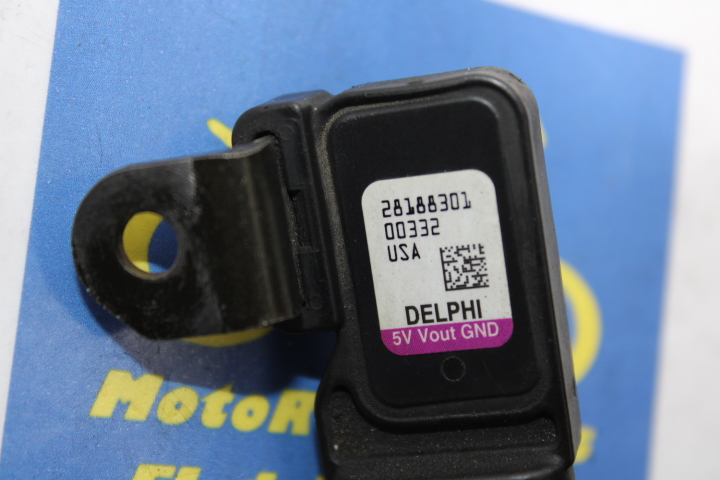 28188301
00332
USA
DELPHI
5V Vout GND
MotoR